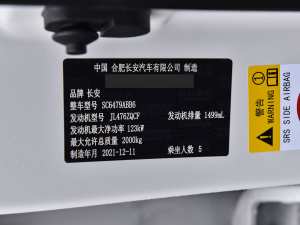 中国 合肥长安汽车有限公司 制造
品牌 长安
整车型号 SC6479ABB6
发动机型号 JL476ZQCF 发动机排量 1499mL
发动机最大净功率 123kW
最大允许总质量 2000kg
制造年月 2021-12-11 乘坐人数 5
警告
WARNING
SRS SIDE AIRBAG